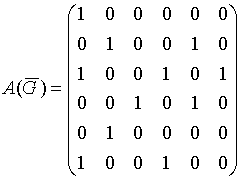 1 0 0 0 0 0
0 1 0 0 1 0
1 0 0 1 0 1
A(G̅) = 0 0 1 0 1 0
0 1 0 0 0 0
1 0 0 1 0 0